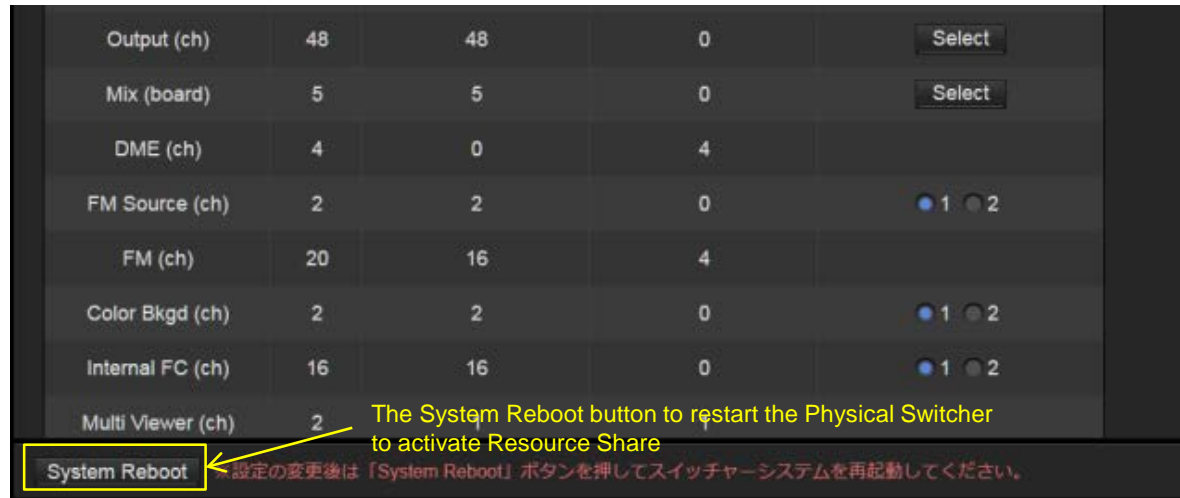 Output (ch) 48 48 0 Select
Mix (board) 5 5 0 Select
DME (ch) 4 0 4
FM Source (ch) 2 2 0 1 2
FM (ch) 20 16 4
Color Bkgd (ch) 2 2 0 1 2
Internal FC (ch) 16 16 0 1 2
Multi Viewer (ch) 2 1 1
The System Reboot button to restart the Physical Switcher
to activate Resource Share
System Reboot ※設定の変更後は「System Reboot」ボタンを押してスイッチャーシステムを再起動してください。